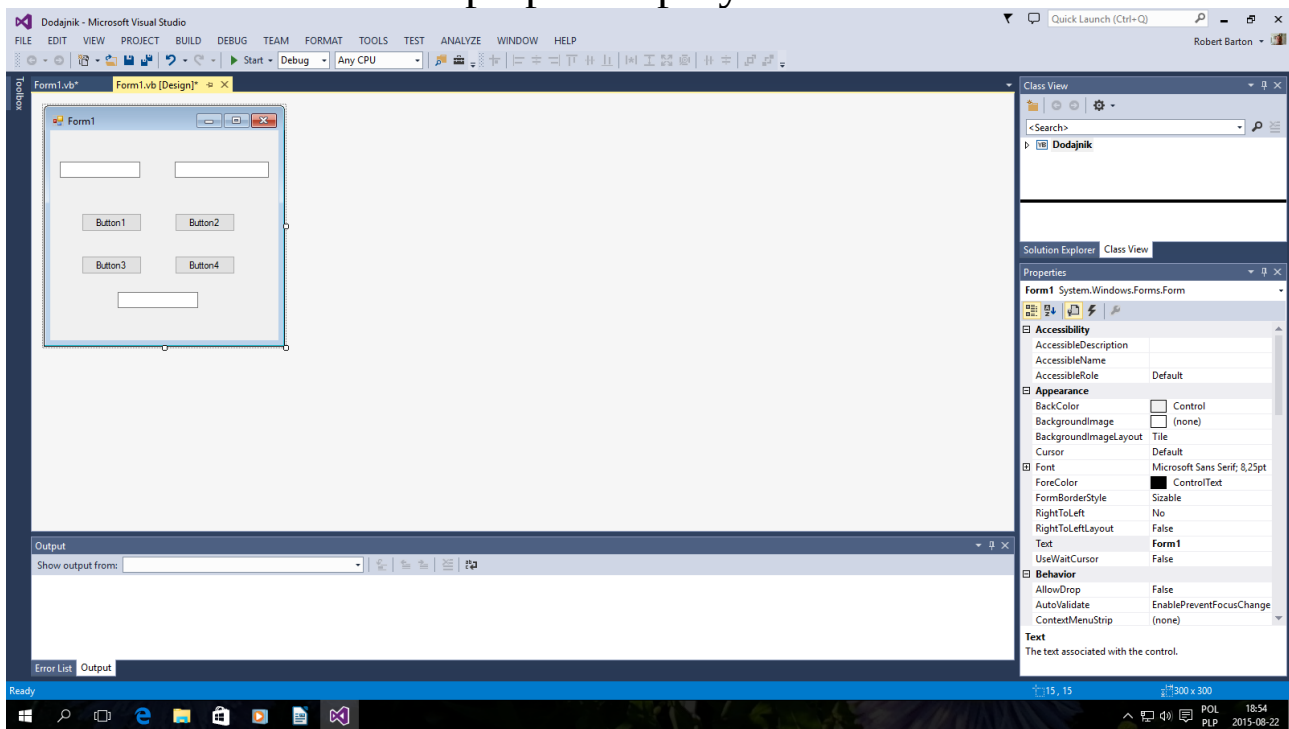 Dodajnik - Microsoft Visual Studio
Quick Launch (Ctrl+Q)
FILE EDIT VIEW PROJECT BUILD DEBUG TEAM FORMAT TOOLS TEST ANALYZE WINDOW HELP
Robert Barton
Start Debug Any CPU
Toolbox
Form1.vb* Form1.vb [Design]*
Form1
Button1 Button2
Button3 Button4
Class View
<Search>
VB Dodajnik
Solution Explorer Class View
Properties
Form1 System.Windows.Forms.Form
Accessibility
AccessibleDescription
AccessibleName
AccessibleRole Default
Appearance
BackColor Control
BackgroundImage (none)
BackgroundImageLayout Tile
Cursor Default
Font Microsoft Sans Serif; 8,25pt
ForeColor ControlText
FormBorderStyle Sizable
RightToLeft No
RightToLeftLayout False
Text Form1
UseWaitCursor False
Behavior
AllowDrop False
AutoValidate EnablePreventFocusChange
ContextMenuStrip (none)
Text
The text associated with the control.
Output
Show output from:
Error List Output
Ready
15 , 15 300 x 300
POL 18:54
PLP 2015-08-22